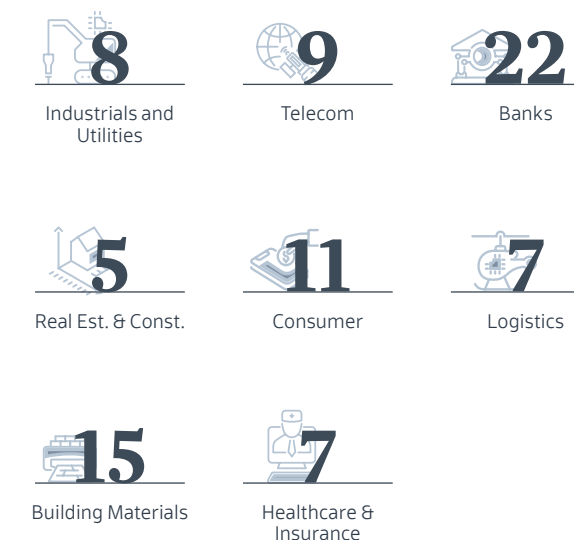 8
Industrials and
Utilities
9
Telecom
22
Banks
5
Real Est. & Const.
11
Consumer
7
Logistics
15
Building Materials
7
Healthcare &
Insurance